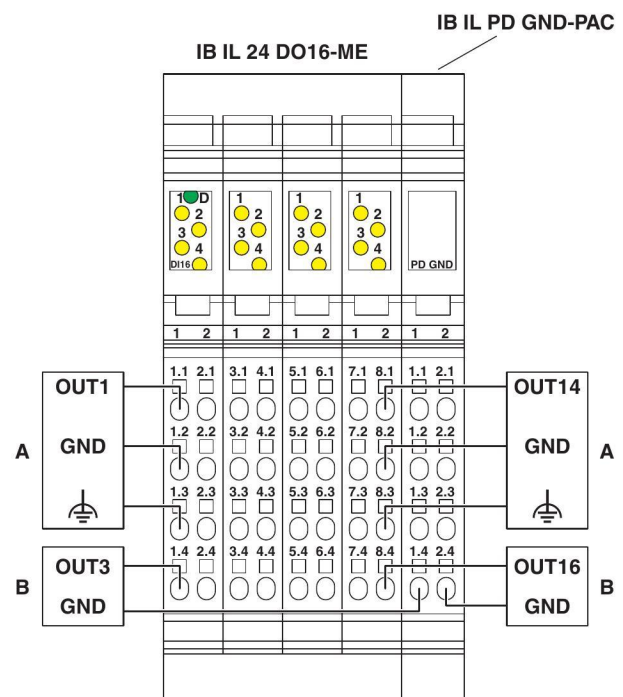 IB IL PD GND-PAC
IB IL 24 DO16-ME
1 D 1 1 1
2 2 2 2
3 3 3 3
4 4 4 4
DI16 PD GND
1 2 1 2 1 2 1 2 1 2
1.1 2.1 3.1 4.1 5.1 6.1 7.1 8.1 1.1 2.1
OUT1 OUT14
1.2 2.2 3.2 4.2 5.2 6.2 7.2 8.2 1.2 2.2
A GND GND A
1.3 2.3 3.3 4.3 5.3 6.3 7.3 8.3 1.3 2.3
1.4 2.4 3.4 4.4 5.4 6.4 7.4 8.4 1.4 2.4
OUT3 OUT16
B B
GND GND